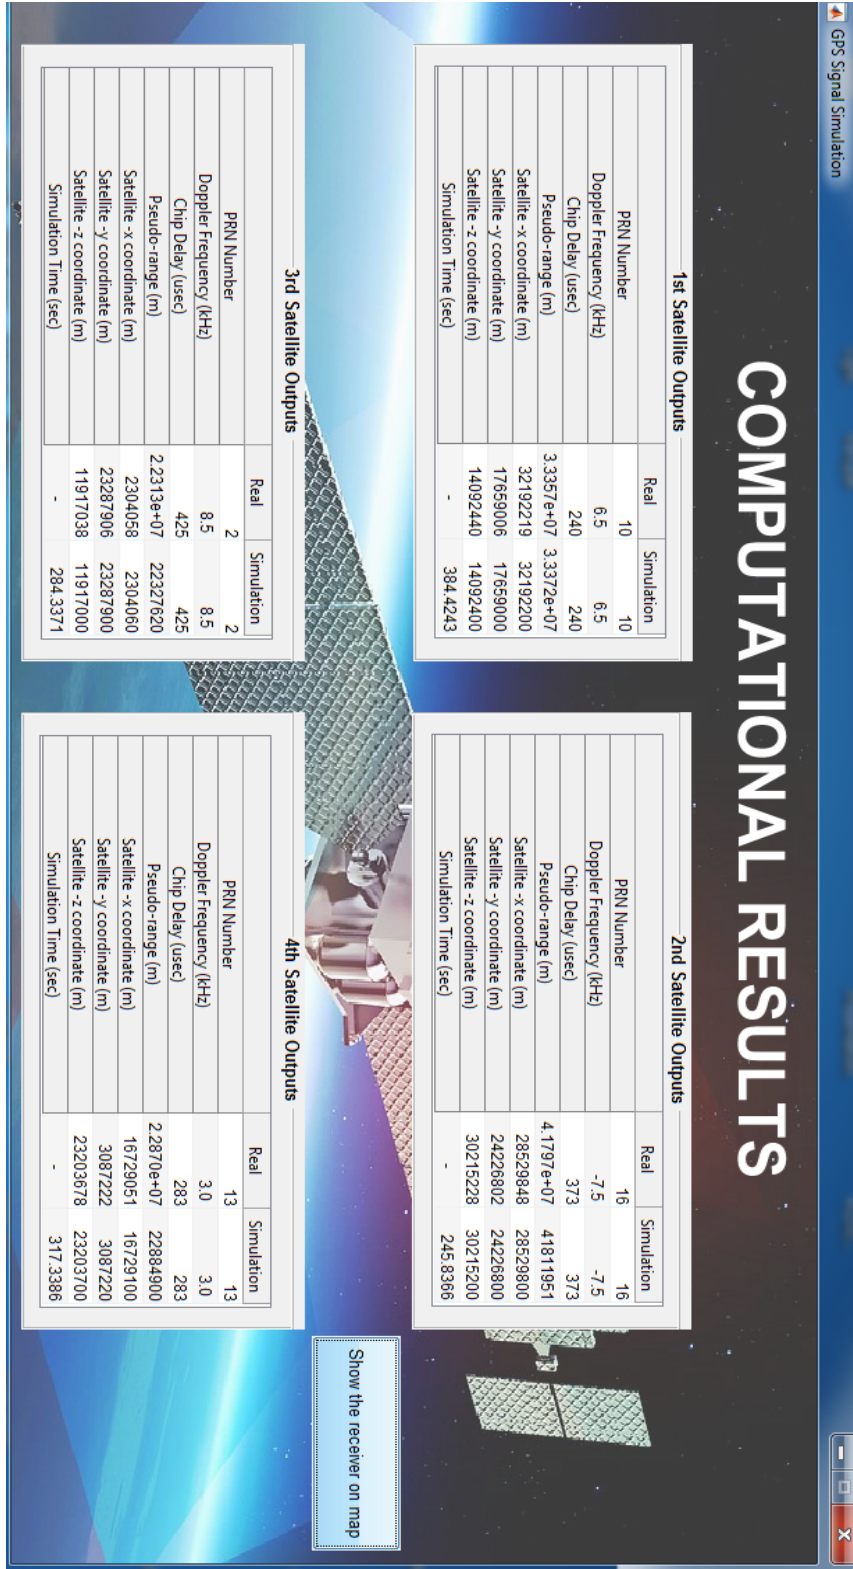 GPS Signal Simulation
COMPUTATIONAL RESULTS
1st Satellite Outputs
Real Simulation
PRN Number 10 10
Doppler Frequency (kHz) 6.5 6.5
Chip Delay (usec) 240 240
Pseudo-range (m) 3.3357e+07 3.3372e+07
Satellite -x coordinate (m) 32192219 32192200
Satellite -y coordinate (m) 17659006 17659000
Satellite -z coordinate (m) 14092440 14092400
Simulation Time (sec) - 384.4243
2nd Satellite Outputs
Real Simulation
PRN Number 16 16
Doppler Frequency (kHz) -7.5 -7.5
Chip Delay (usec) 373 373
Pseudo-range (m) 4.1797e+07 41811951
Satellite -x coordinate (m) 28529848 28529800
Satellite -y coordinate (m) 24226802 24226800
Satellite -z coordinate (m) 30215228 30215200
Simulation Time (sec) - 245.8366
3rd Satellite Outputs
Real Simulation
PRN Number 2 2
Doppler Frequency (kHz) 8.5 8.5
Chip Delay (usec) 425 425
Pseudo-range (m) 2.2313e+07 22327620
Satellite -x coordinate (m) 2304058 2304060
Satellite -y coordinate (m) 23287906 23287900
Satellite -z coordinate (m) 11917038 11917000
Simulation Time (sec) - 284.3371
4th Satellite Outputs
Real Simulation
PRN Number 13 13
Doppler Frequency (kHz) 3.0 3.0
Chip Delay (usec) 283 283
Pseudo-range (m) 2.2870e+07 22884900
Satellite -x coordinate (m) 16729051 16729100
Satellite -y coordinate (m) 3087222 3087220
Satellite -z coordinate (m) 23203678 23203700
Simulation Time (sec) - 317.3386
Show the receiver on map